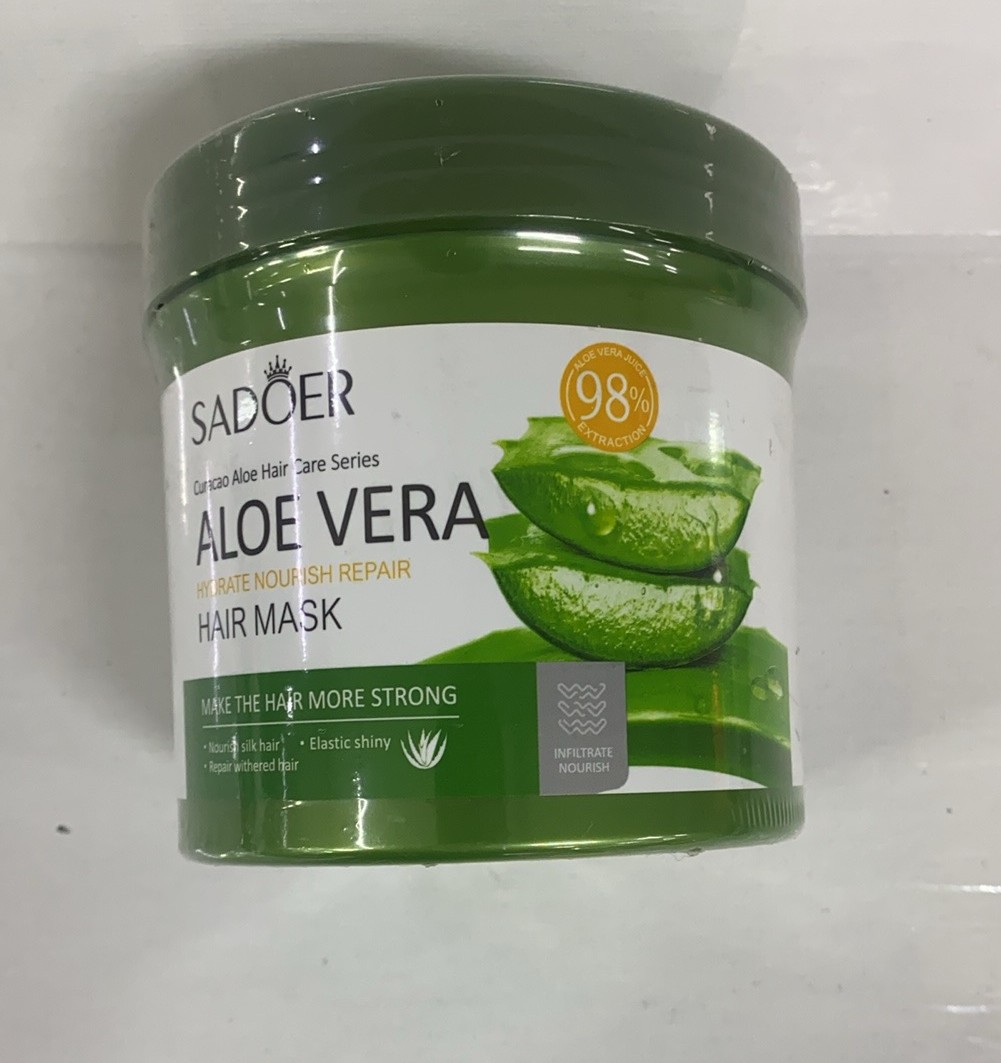 SADOER
Curacao Aloe Hair Care Series
ALOE VERA
HYDRATE NOURISH REPAIR
HAIR MASK
ALOE VERA JUICE
98%
EXTRACTION
MAKE THE HAIR MORE STRONG
• Nourish silk hair • Elastic shiny
• Repair withered hair
INFILTRATE
NOURISH